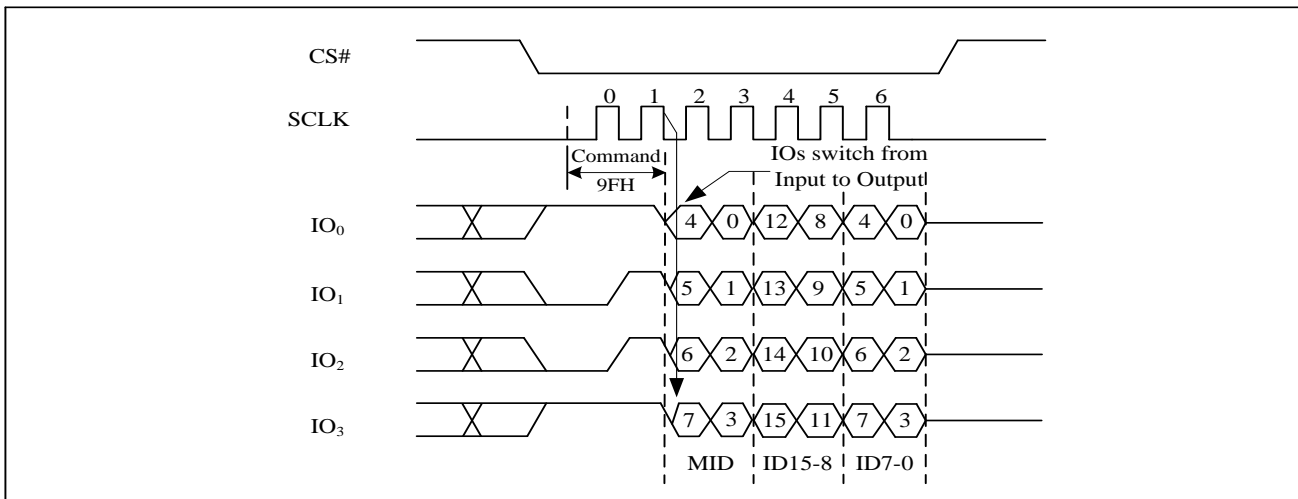 CS#
0 1 2 3 4 5 6
SCLK
Command
9FH
IOs switch from
Input to Output
IO₀ 4 0 12 8 4 0
IO₁ 5 1 13 9 5 1
IO₂ 6 2 14 10 6 2
IO₃ 7 3 15 11 7 3
MID ID15-8 ID7-0